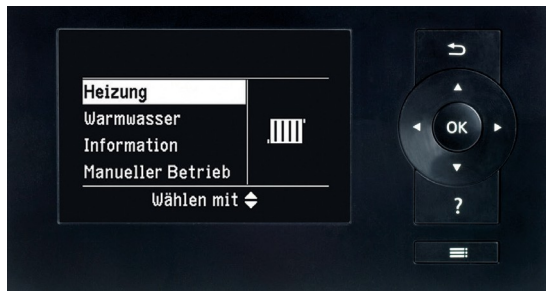 Heizung
Warmwasser
Information
Manueller Betrieb
Wählen mit
OK
?